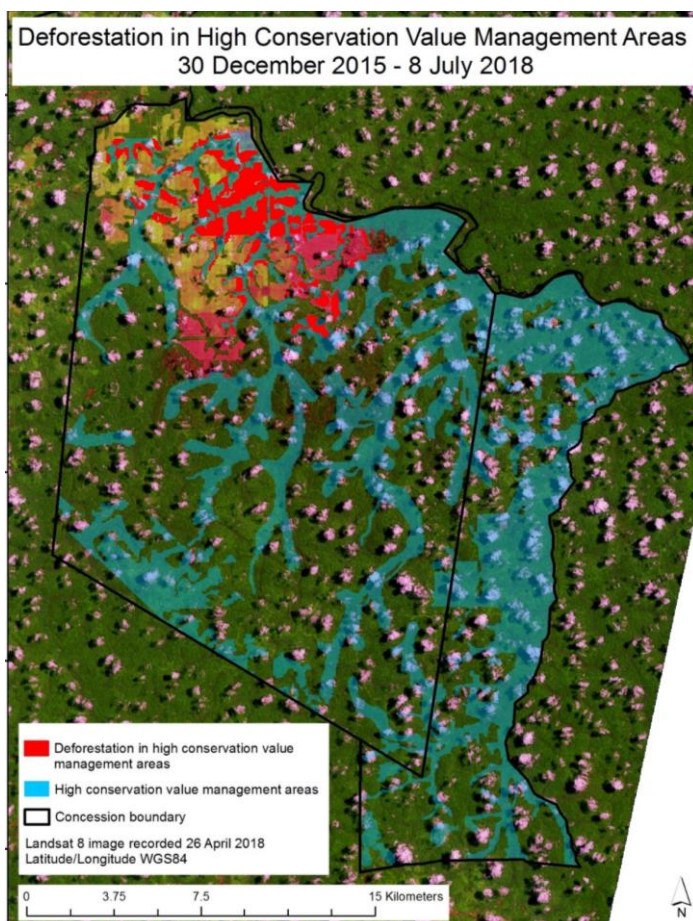 Deforestation in High Conservation Value Management Areas
30 December 2015 - 8 July 2018
Deforestation in high conservation value
management areas
High conservation value management areas
Concession boundary
Landsat 8 image recorded 26 April 2018
Latitude/Longitude WGS84
0 3.75 7.5 15 Kilometers
N